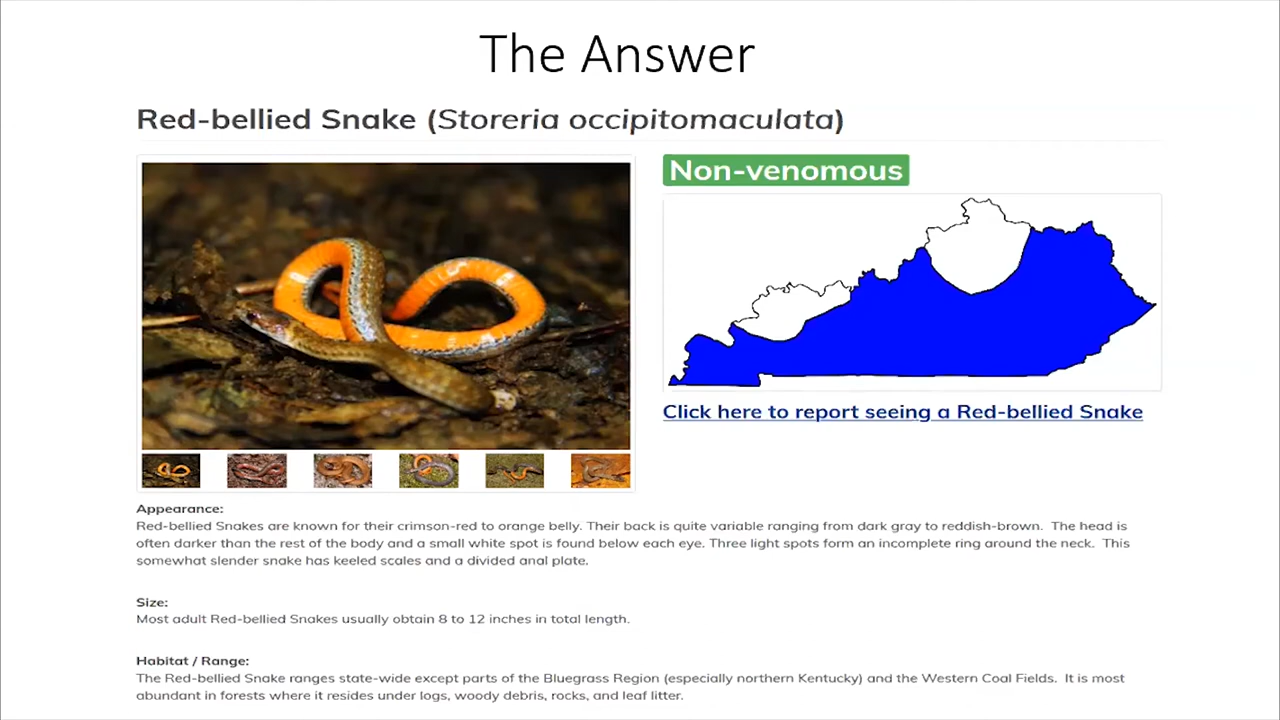 The Answer
Red-bellied Snake (Storeria occipitomaculata)
Non-venomous
Click here to report seeing a Red-bellied Snake
Appearance:
Red-bellied Snakes are known for their crimson-red to orange belly. Their back is quite variable ranging from dark gray to reddish-brown. The head is
often darker than the rest of the body and a small white spot is found below each eye. Three light spots form an incomplete ring around the neck. This
somewhat slender snake has keeled scales and a divided anal plate.
Size:
Most adult Red-bellied Snakes usually obtain 8 to 12 inches in total length.
Habitat / Range:
The Red-bellied Snake ranges state-wide except parts of the Bluegrass Region (especially northern Kentucky) and the Western Coal Fields. It is most
abundant in forests where it resides under logs, woody debris, rocks, and leaf litter.